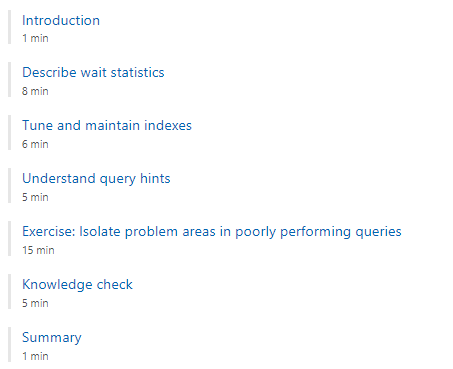 Introduction
1 min
Describe wait statistics
8 min
Tune and maintain indexes
6 min
Understand query hints
5 min
Exercise: Isolate problem areas in poorly performing queries
15 min
Knowledge check
5 min
Summary
1 min